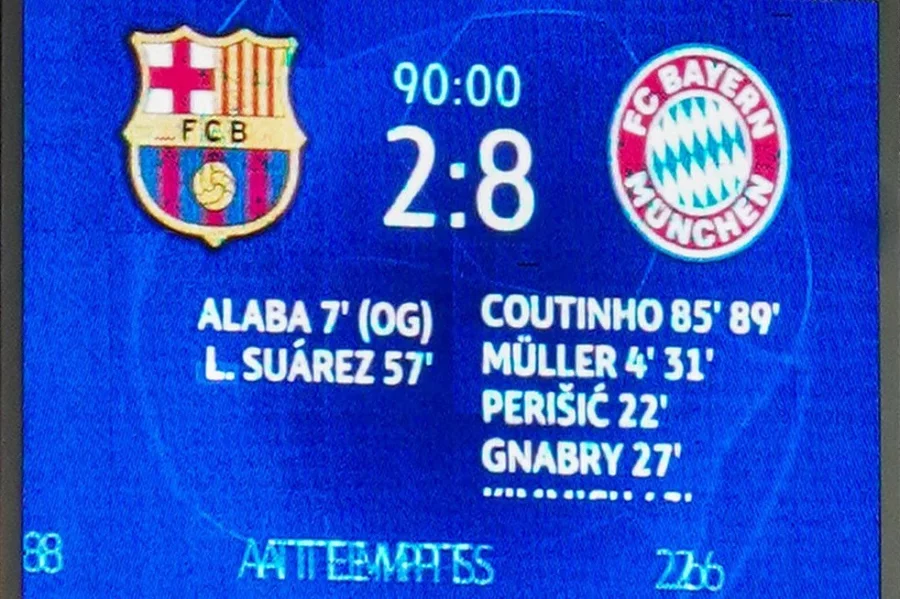 FCB
90:00
FC BAYERN
MÜNCHEN
2:8
ALABA 7' (OG)
L. SUÁREZ 57'
COUTINHO 85' 89'
MÜLLER 4' 31'
PERIŠIĆ 22'
GNABRY 27'
ATTEMPTS